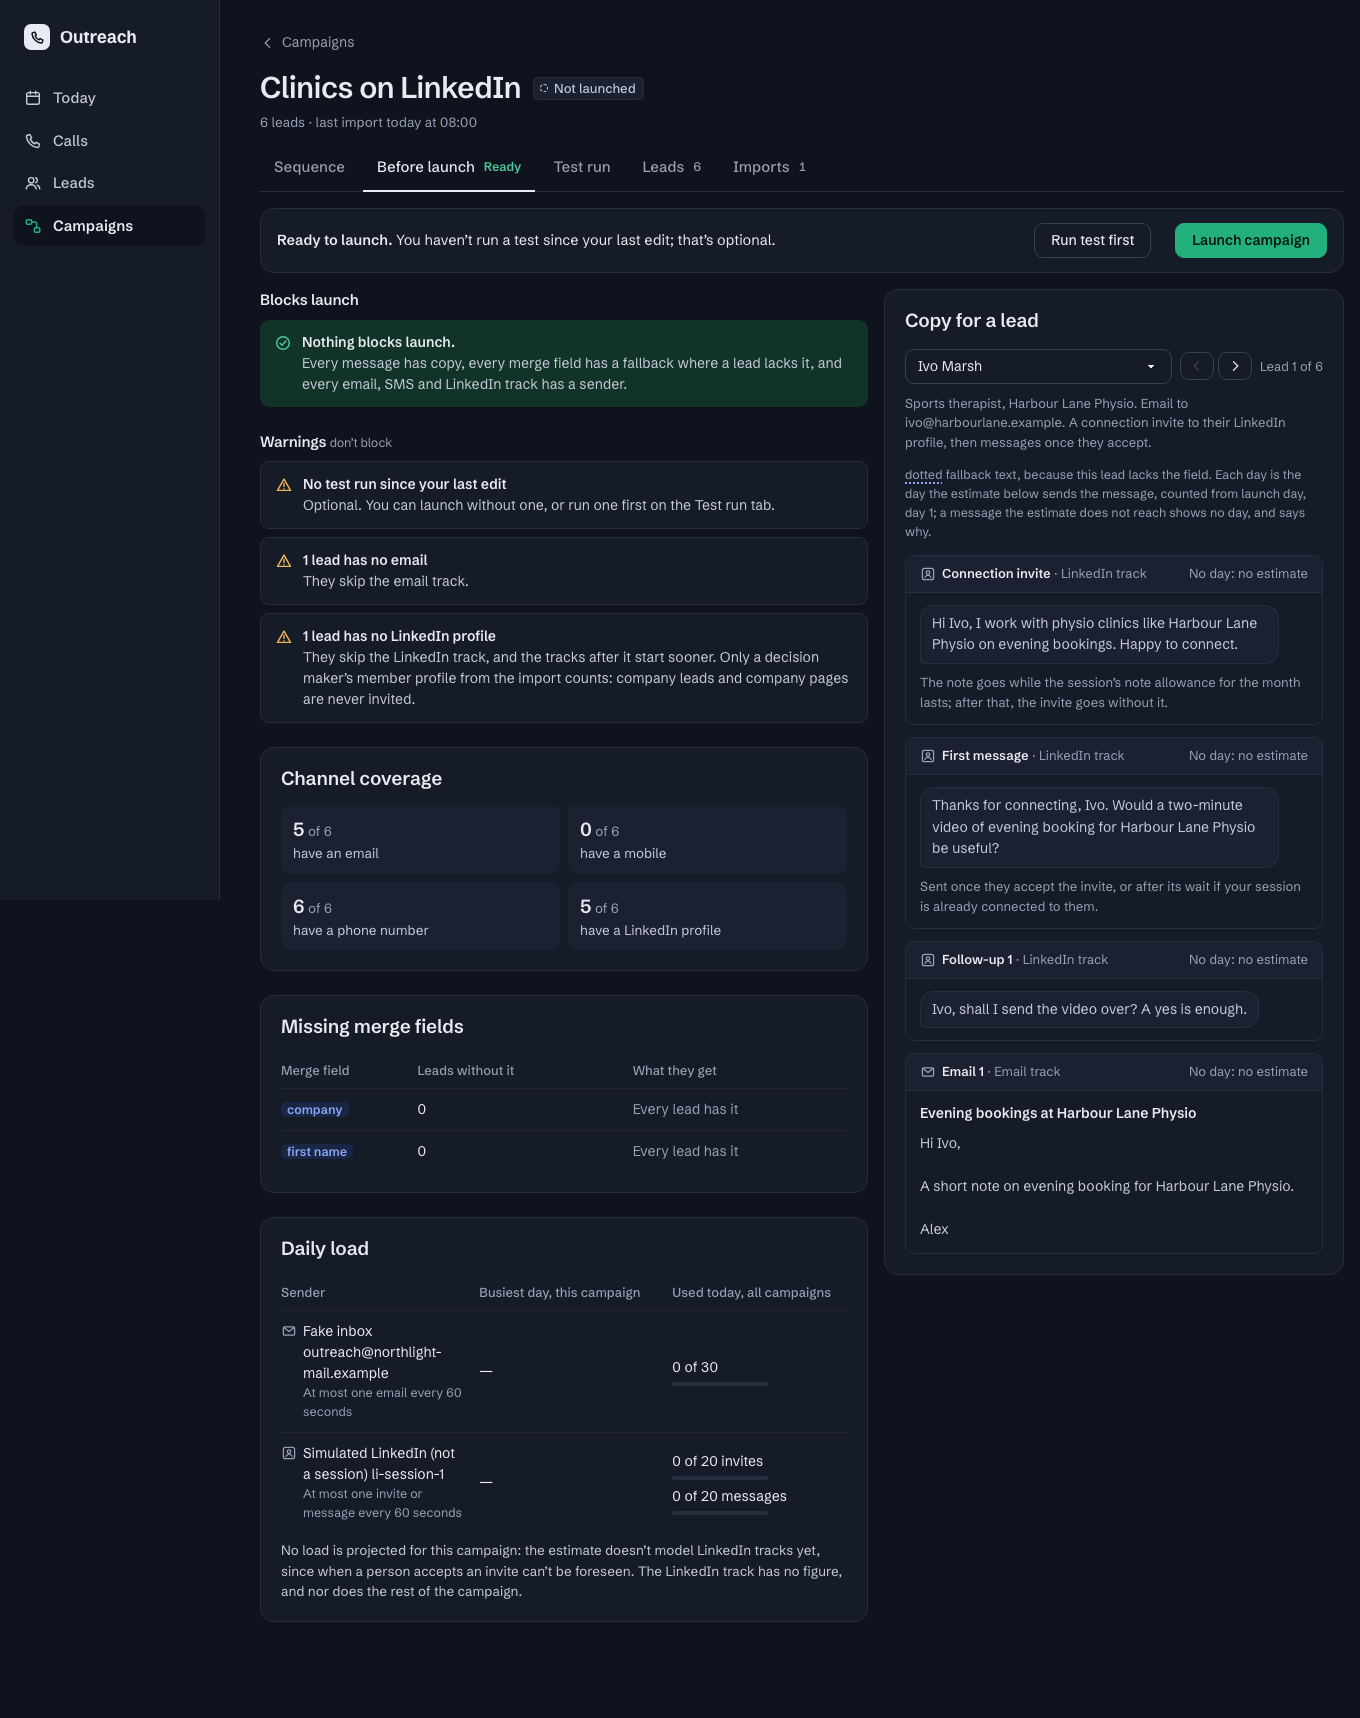 Outreach
Today
Calls
Leads
Campaigns
Campaigns
Clinics on LinkedIn Not launched
6 leads · last import today at 08:00
Sequence Before launch Ready Test run Leads 6 Imports 1
Ready to launch. You haven’t run a test since your last edit; that’s optional. Run test first Launch campaign
Blocks launch
Nothing blocks launch.
Every message has copy, every merge field has a fallback where a lead lacks it, and
every email, SMS and LinkedIn track has a sender.
Warnings don’t block
No test run since your last edit
Optional. You can launch without one, or run one first on the Test run tab.
1 lead has no email
They skip the email track.
1 lead has no LinkedIn profile
They skip the LinkedIn track, and the tracks after it start sooner. Only a decision
maker’s member profile from the import counts: company leads and company pages
are never invited.
Channel coverage
5 of 6
have an email
0 of 6
have a mobile
6 of 6
have a phone number
5 of 6
have a LinkedIn profile
Missing merge fields
Merge field Leads without it What they get
company 0 Every lead has it
first name 0 Every lead has it
Daily load
Sender Busiest day, this campaign Used today, all campaigns
Fake inbox
outreach@northlight-
mail.example
At most one email every 60
seconds
—
0 of 30
Simulated LinkedIn (not
a session) li-session-1
At most one invite or
message every 60 seconds
—
0 of 20 invites
0 of 20 messages
No load is projected for this campaign: the estimate doesn’t model LinkedIn tracks yet,
since when a person accepts an invite can’t be foreseen. The LinkedIn track has no figure,
and nor does the rest of the campaign.
Copy for a lead
Ivo Marsh Lead 1 of 6
Sports therapist, Harbour Lane Physio. Email to
ivo@harbourlane.example. A connection invite to their LinkedIn
profile, then messages once they accept.
dotted fallback text, because this lead lacks the field. Each day is the
day the estimate below sends the message, counted from launch day,
day 1; a message the estimate does not reach shows no day, and says
why.
Connection invite · LinkedIn track No day: no estimate
Hi Ivo, I work with physio clinics like Harbour Lane
Physio on evening bookings. Happy to connect.
The note goes while the session’s note allowance for the month
lasts; after that, the invite goes without it.
First message · LinkedIn track No day: no estimate
Thanks for connecting, Ivo. Would a two-minute
video of evening booking for Harbour Lane Physio
be useful?
Sent once they accept the invite, or after its wait if your session
is already connected to them.
Follow-up 1 · LinkedIn track No day: no estimate
Ivo, shall I send the video over? A yes is enough.
Email 1 · Email track No day: no estimate
Evening bookings at Harbour Lane Physio
Hi Ivo,
A short note on evening booking for Harbour Lane Physio.
Alex